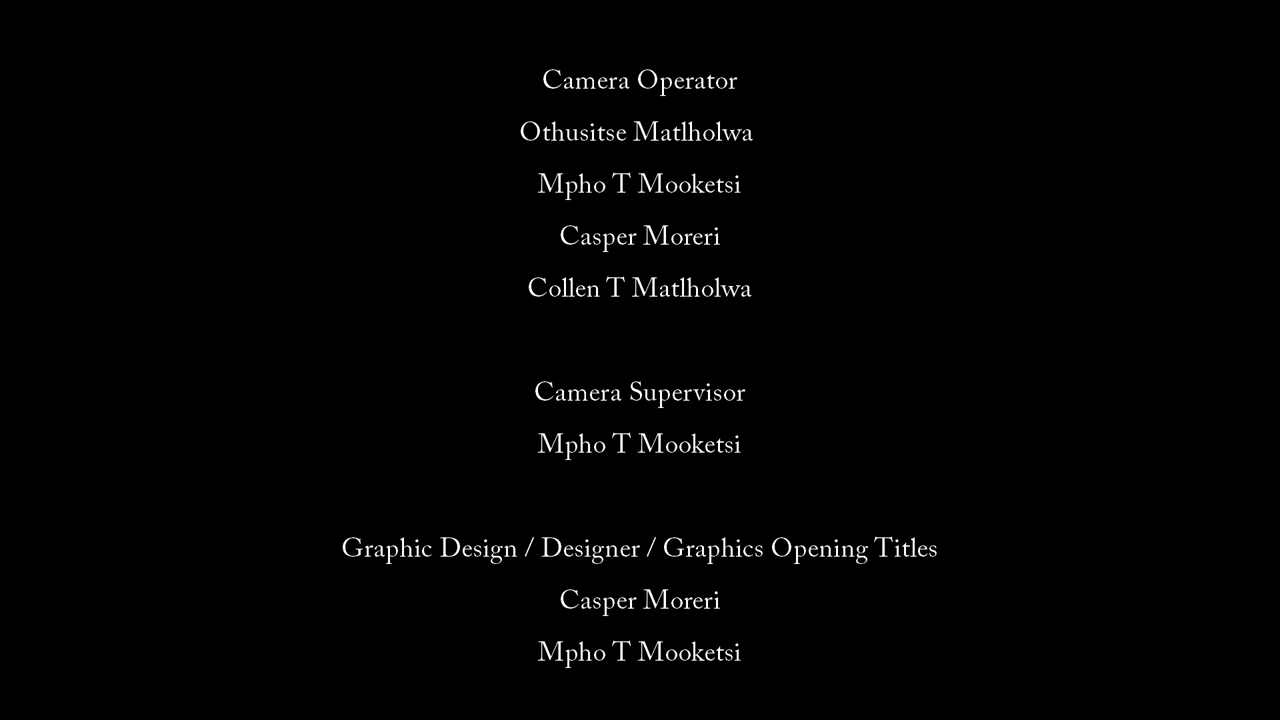 Camera Operator
Othusitse Matlholwa
Mpho T Mooketsi
Casper Moreri
Collen T Matlholwa
Camera Supervisor
Mpho T Mooketsi
Graphic Design / Designer / Graphics Opening Titles
Casper Moreri
Mpho T Mooketsi